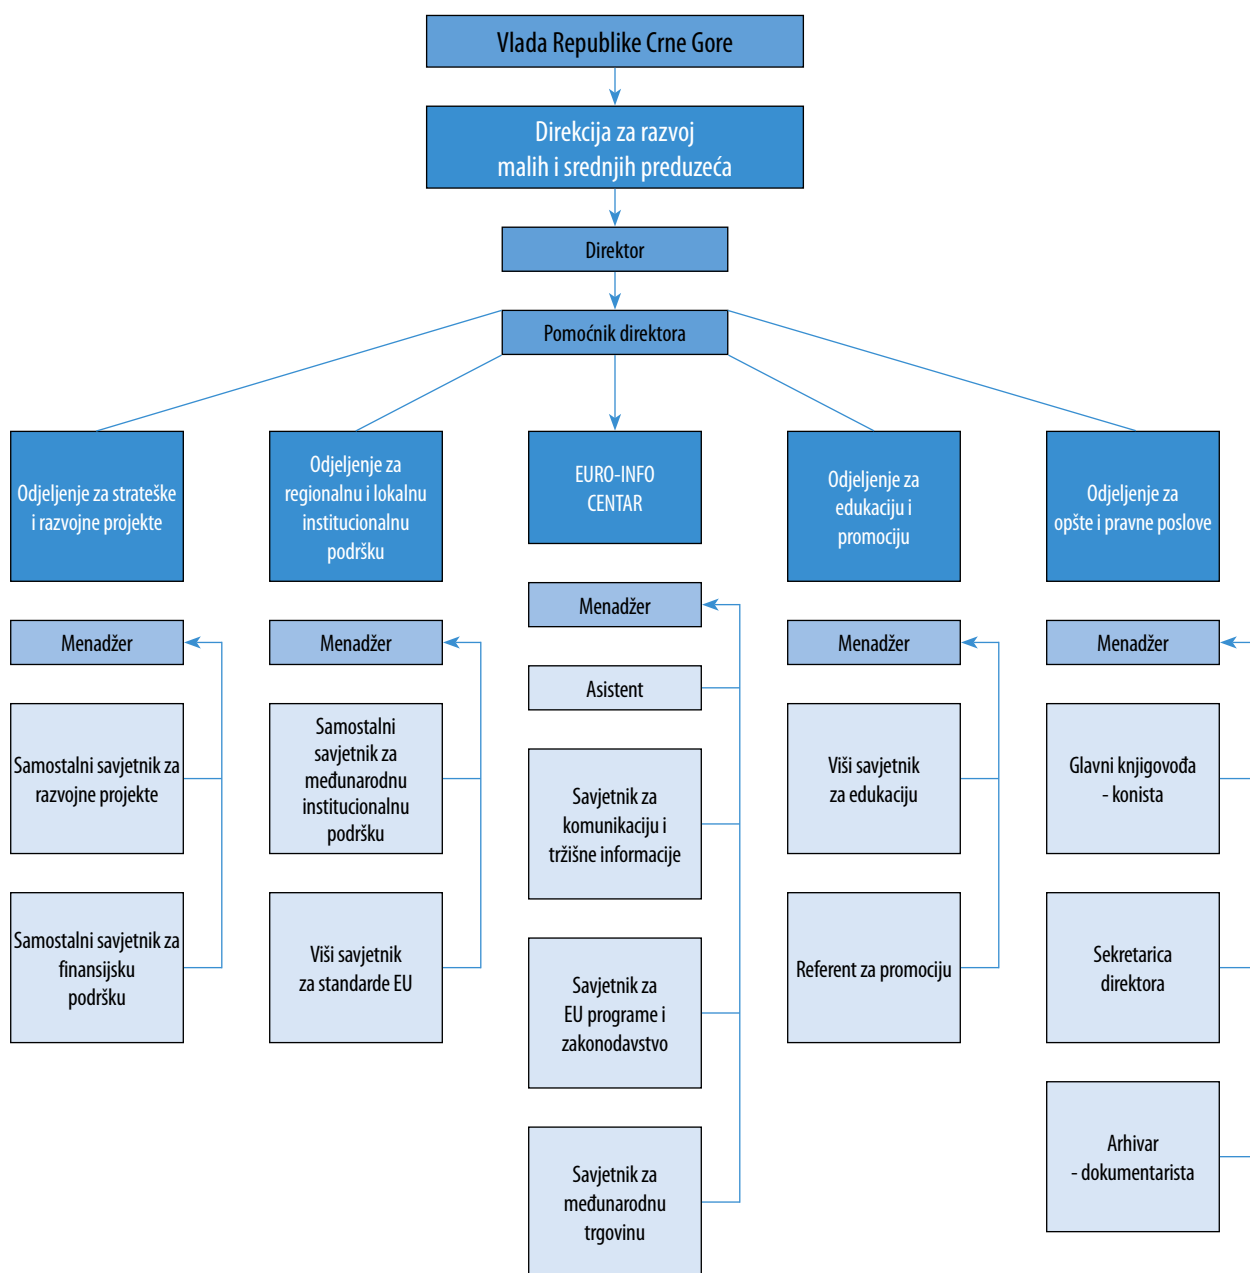 Vlada Republike Crne Gore
Direkcija za razvoj
malih i srednjih preduzeća
Direktor
Pomoćnik direktora
Odjeljenje za strateške
i razvojne projekte
Menadžer
Samostalni savjetnik za
razvojne projekte
Samostalni savjetnik za
finansijsku
podršku
Odjeljenje za
regionalnu i lokalnu
institucionalnu
podršku
Menadžer
Samostalni
savjetnik za
međunarodnu
institucionalnu
podršku
Viši savjetnik
za standarde EU
EURO-INFO
CENTAR
Menadžer
Asistent
Savjetnik za
komunikaciju i
tržišne informacije
Savjetnik za
EU programe i
zakonodavstvo
Savjetnik za
međunarodnu
trgovinu
Odjeljenje za
edukaciju i
promociju
Menadžer
Viši savjetnik
za edukaciju
Referent za promociju
Odjeljenje za
opšte i pravne poslove
Menadžer
Glavni knjigovođa
- konista
Sekretarica
direktora
Arhivar
- dokumentarista